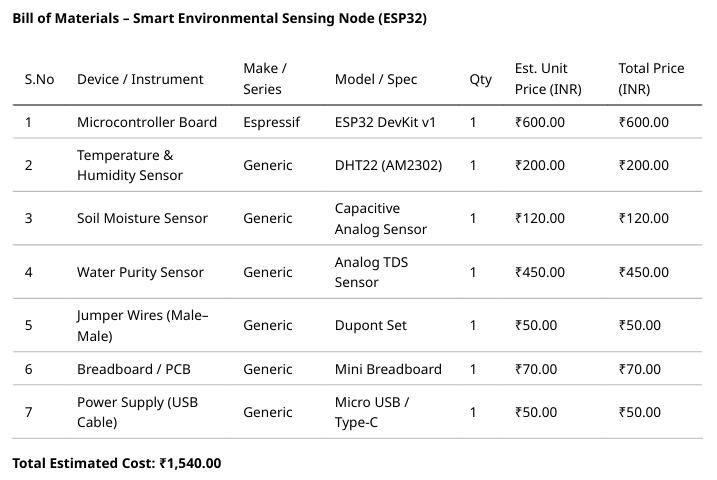 Bill of Materials – Smart Environmental Sensing Node (ESP32)
S.No Device / Instrument Make / Series Model / Spec Qty Est. Unit Price (INR) Total Price (INR)
1 Microcontroller Board Espressif ESP32 DevKit v1 1 ₹600.00 ₹600.00
2 Temperature & Humidity Sensor Generic DHT22 (AM2302) 1 ₹200.00 ₹200.00
3 Soil Moisture Sensor Generic Capacitive Analog Sensor 1 ₹120.00 ₹120.00
4 Water Purity Sensor Generic Analog TDS Sensor 1 ₹450.00 ₹450.00
5 Jumper Wires (Male–Male) Generic Dupont Set 1 ₹50.00 ₹50.00
6 Breadboard / PCB Generic Mini Breadboard 1 ₹70.00 ₹70.00
7 Power Supply (USB Cable) Generic Micro USB / Type-C 1 ₹50.00 ₹50.00
Total Estimated Cost: ₹1,540.00